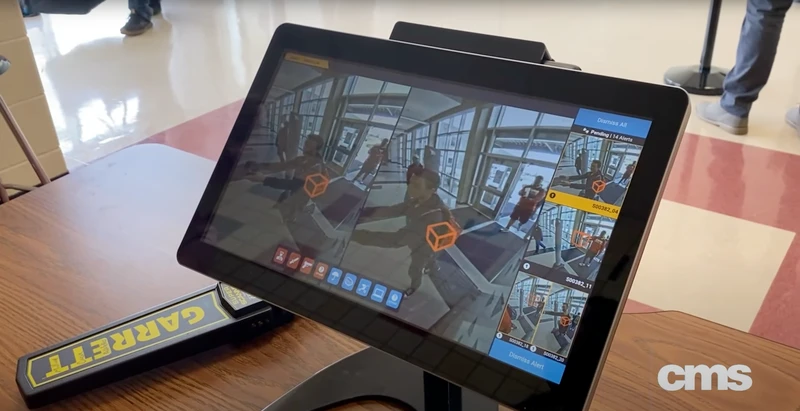 Dismiss All
Pending | 14 Alerts
S00382_04
S00382_11
Dismiss Alert
GARRETT
cms